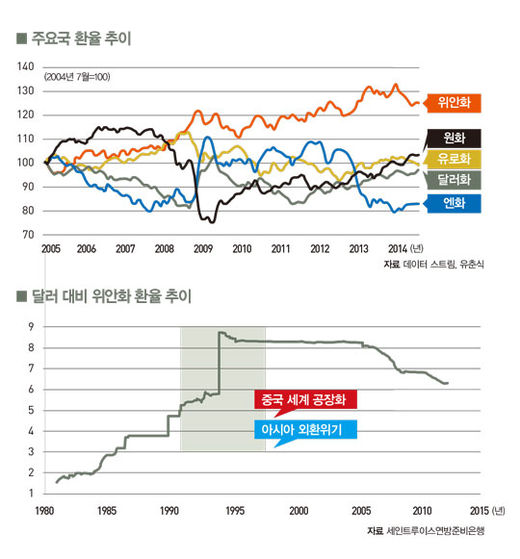 ■ 주요국 환율 추이
140
(2004년 7월=100)
130
120
110
100
90
80
70
위안화
원화
유로화
달러화
엔화
2005 2006 2007 2008 2009 2010 2011 2012 2013 2014 (년)
자료 데이터 스트림, 유춘식
■ 달러 대비 위안화 환율 추이
9
8
7
6
5
4
3
2
1
중국 세계 공장화
아시아 외환위기
1980 1985 1990 1995 2000 2005 2010 2015 (년)
자료 세인트루이스연방준비은행